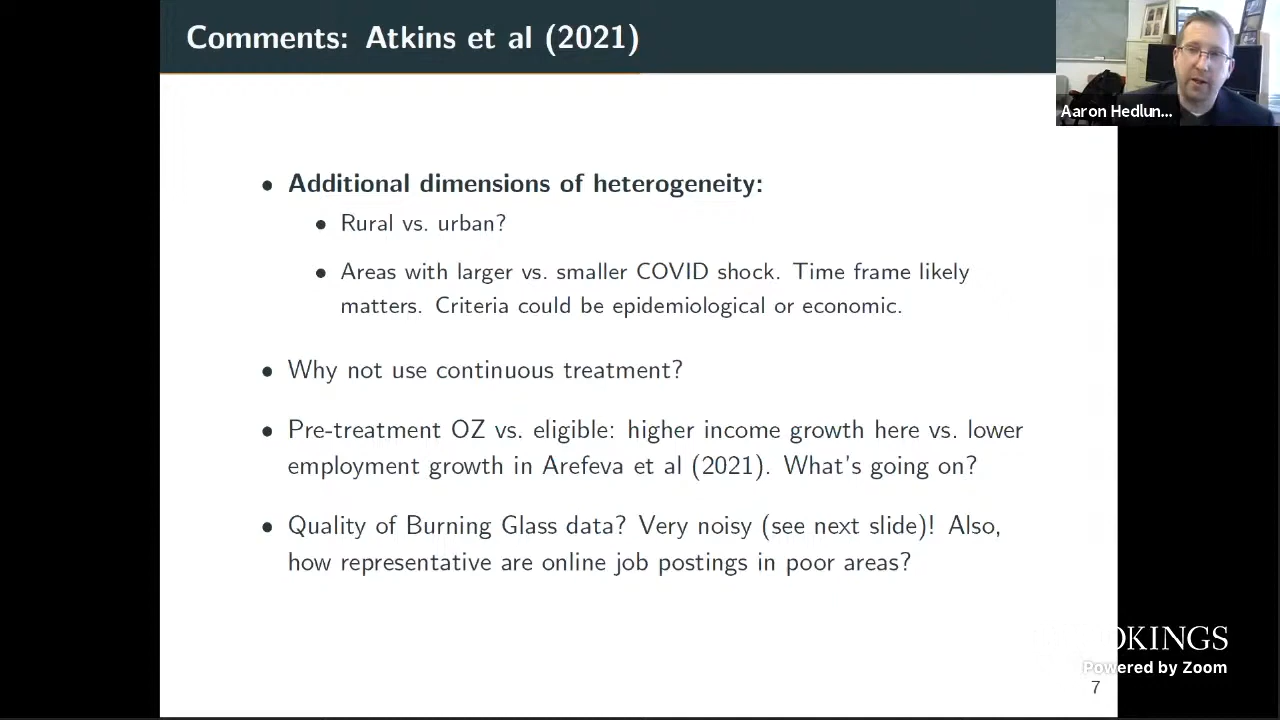 Comments: Atkins et al (2021)
Aaron Hedlun...
• Additional dimensions of heterogeneity:
• Rural vs. urban?
• Areas with larger vs. smaller COVID shock. Time frame likely
matters. Criteria could be epidemiological or economic.
• Why not use continuous treatment?
• Pre-treatment OZ vs. eligible: higher income growth here vs. lower
employment growth in Arefeva et al (2021). What's going on?
• Quality of Burning Glass data? Very noisy (see next slide)! Also,
how representative are online job postings in poor areas?
OKINGS
Powered by Zoom
7